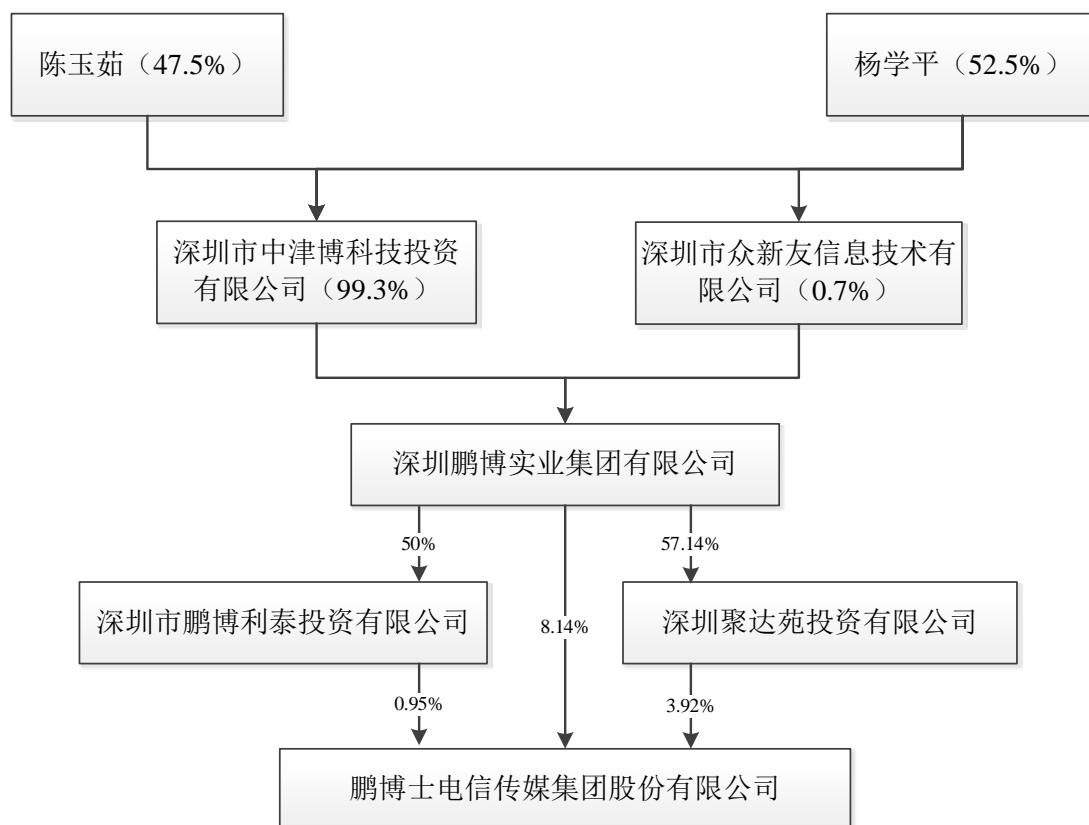 陈玉茹（47.5%）
杨学平（52.5%）
深圳市中津博科技投资
有限公司（99.3%）
深圳市众新友信息技术有
限公司（0.7%）
深圳鹏博实业集团有限公司
50%
57.14%
深圳市鹏博利泰投资有限公司
8.14%
深圳聚达苑投资有限公司
0.95%
3.92%
鹏博士电信传媒集团股份有限公司